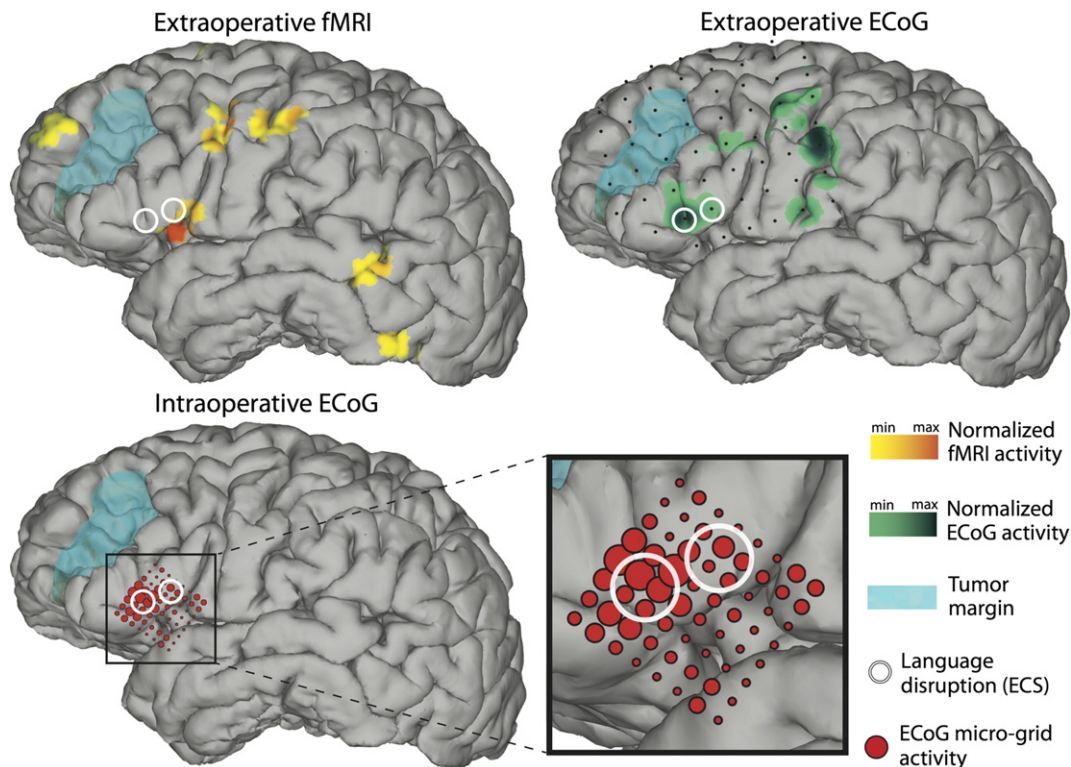 Extraoperative fMRI
Extraoperative ECoG
Intraoperative ECoG
min max
Normalized
fMRI activity
min max
Normalized
ECoG activity
Tumor
margin
Language
disruption (ECS)
ECoG micro-grid
activity